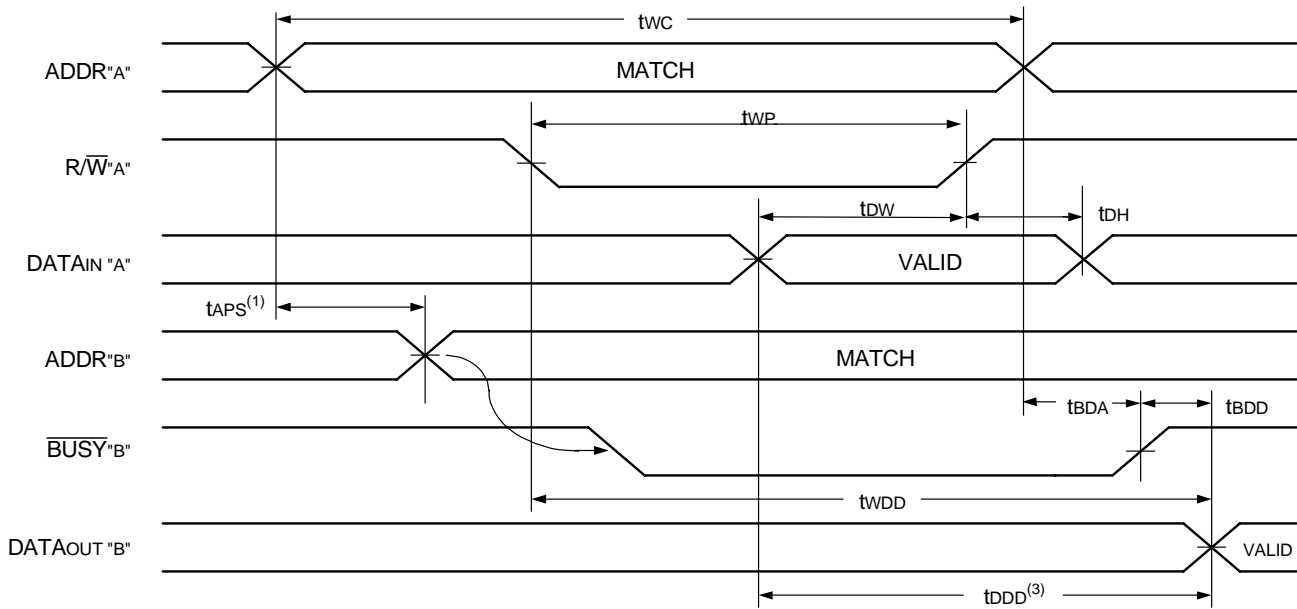 tWC
ADDR"A"
MATCH
tWP
R/W"A"
tDW
tDH
DATAIN "A"
VALID
tAPS(1)
ADDR"B"
MATCH
tBDA
tBDD
BUSY"B"
tWDD
DATAOUT "B"
VALID
tDDD(3)